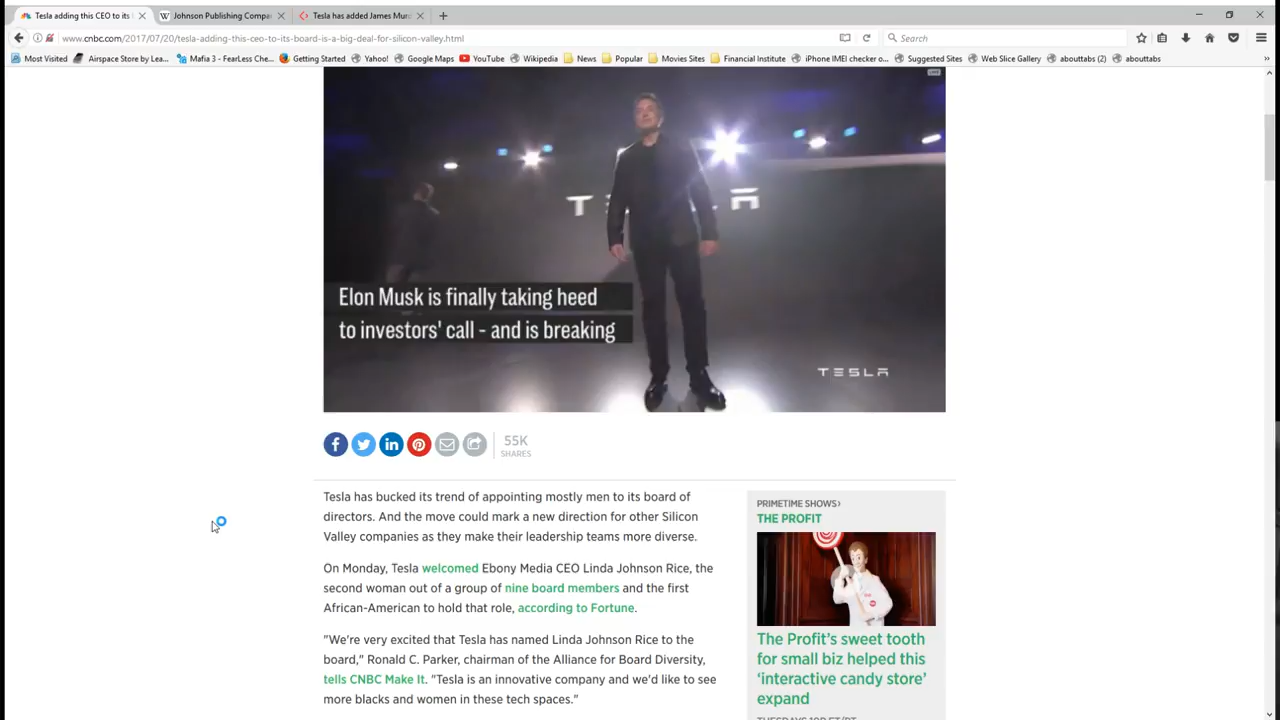 Tesla adding this CEO to its
Johnson Publishing Compa
Tesla has added James Mur
www.cnbc.com/2017/07/20/tesla-adding-this-ceo-to-its-board-is-a-big-deal-for-silicon-valley.html
Search
Most Visited
Airspace Store by Lea...
Mafia 3 - FearLess Che...
Getting Started
Yahoo!
Google Maps
YouTube
Wikipedia
News
Popular
Movies Sites
Financial Institute
iPhone IMEI checker o...
Suggested Sites
Web Slice Gallery
abouttabs (2)
abouttabs
Elon Musk is finally taking heed
to investors' call - and is breaking
TESLA
55K
SHARES
Tesla has bucked its trend of appointing mostly men to its board of
directors. And the move could mark a new direction for other Silicon
Valley companies as they make their leadership teams more diverse.
On Monday, Tesla welcomed Ebony Media CEO Linda Johnson Rice, the
second woman out of a group of nine board members and the first
African-American to hold that role, according to Fortune.
"We're very excited that Tesla has named Linda Johnson Rice to the
board," Ronald C. Parker, chairman of the Alliance for Board Diversity,
tells CNBC Make It. "Tesla is an innovative company and we'd like to see
more blacks and women in these tech spaces."
PRIMETIME SHOWS›
THE PROFIT
The Profit's sweet tooth
for small biz helped this
'interactive candy store'
expand